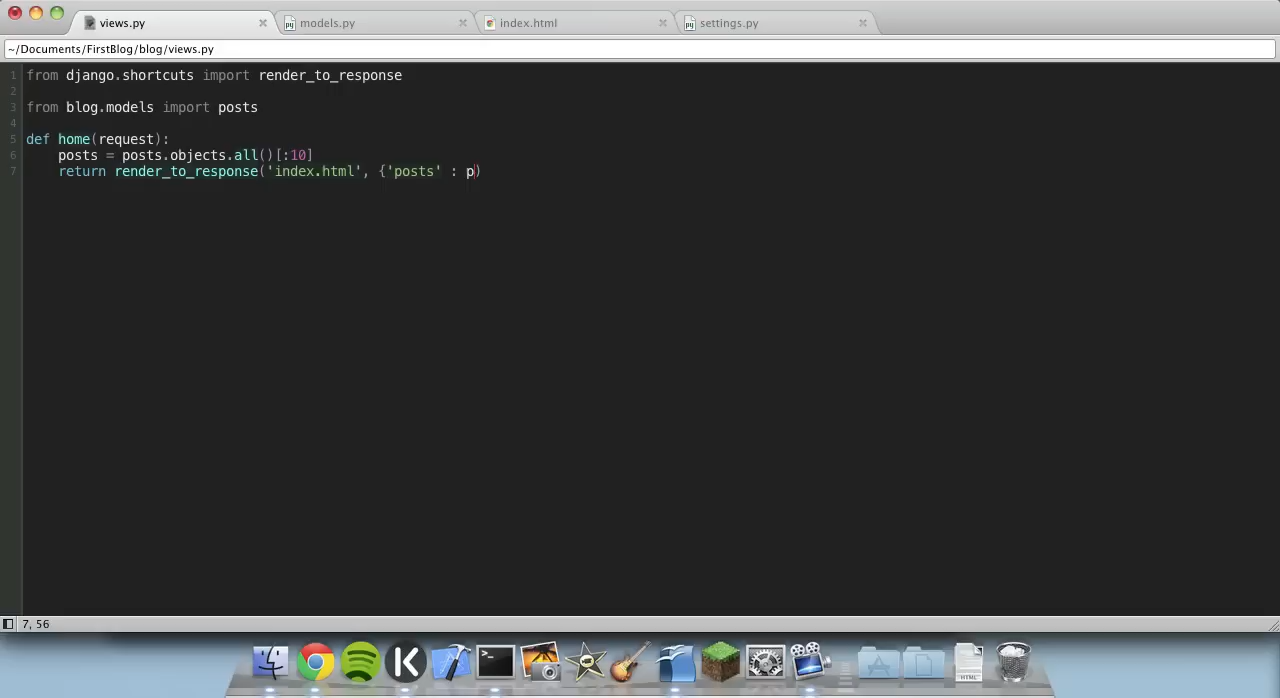 views.py
models.py
index.html
settings.py
~/Documents/FirstBlog/blog/views.py
1 from django.shortcuts import render_to_response
2
3 from blog.models import posts
4
5 def home(request):
6     posts = posts.objects.all()[:10]
7     return render_to_response('index.html', {'posts' : p)
7, 56
HTML